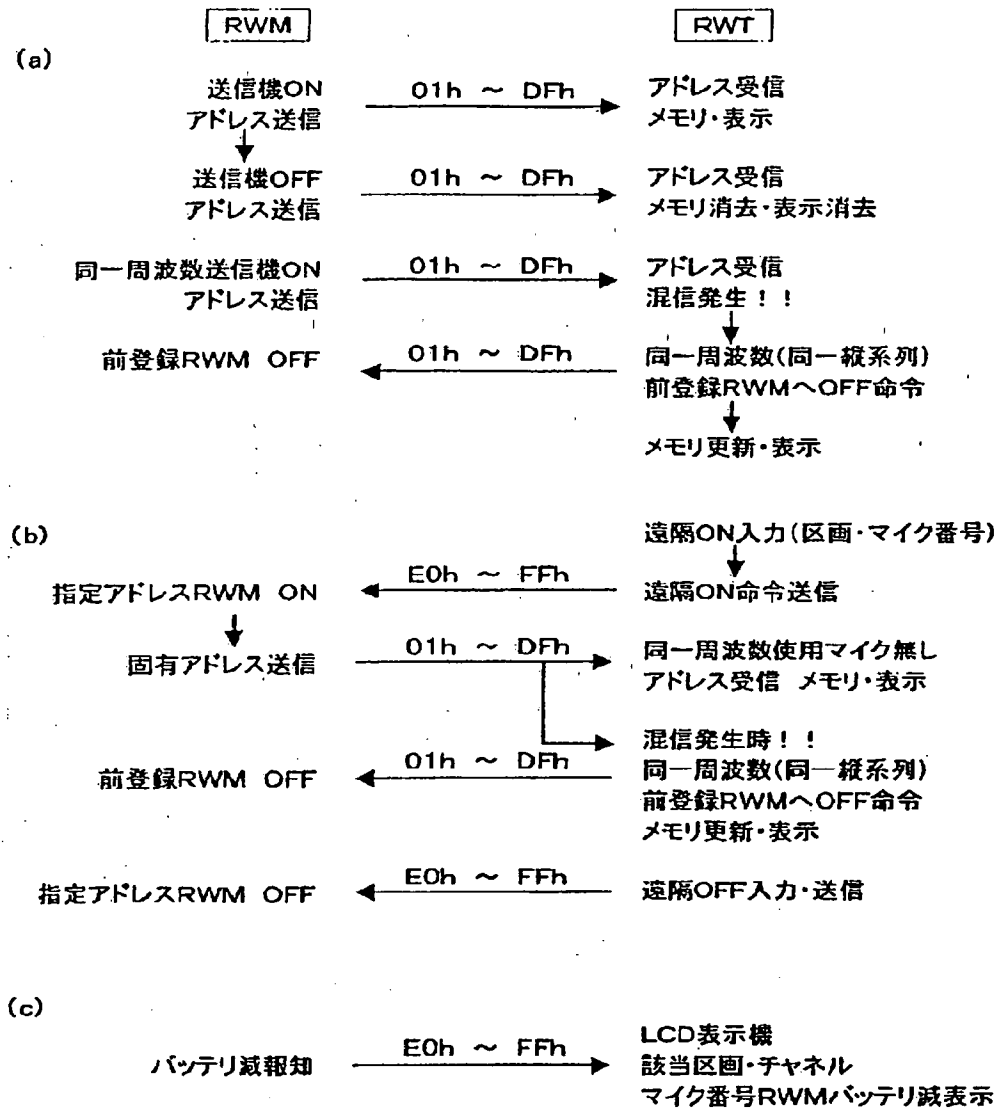 RWM
RWT
(a)
送信機ON
アドレス送信
01h ~ DFh
アドレス受信
メモリ・表示
送信機OFF
アドレス送信
01h ~ DFh
アドレス受信
メモリ消去・表示消去
同一周波数送信機ON
アドレス送信
01h ~ DFh
アドレス受信
混信発生!!
前登録RWM OFF
01h ~ DFh
同一周波数(同一縦系列)
前登録RWMへOFF命令
メモリ更新・表示
(b)
遠隔ON入力(区画・マイク番号)
指定アドレスRWM ON
E0h ~ FFh
遠隔ON命令送信
固有アドレス送信
01h ~ DFh
同一周波数使用マイク無し
アドレス受信 メモリ・表示
混信発生時!!
前登録RWM OFF
01h ~ DFh
同一周波数(同一縦系列)
前登録RWMへOFF命令
メモリ更新・表示
指定アドレスRWM OFF
E0h ~ FFh
遠隔OFF入力・送信
(c)
バッテリ減報知
E0h ~ FFh
LCD表示機
該当区画・チャネル
マイク番号RWMバッテリ減表示